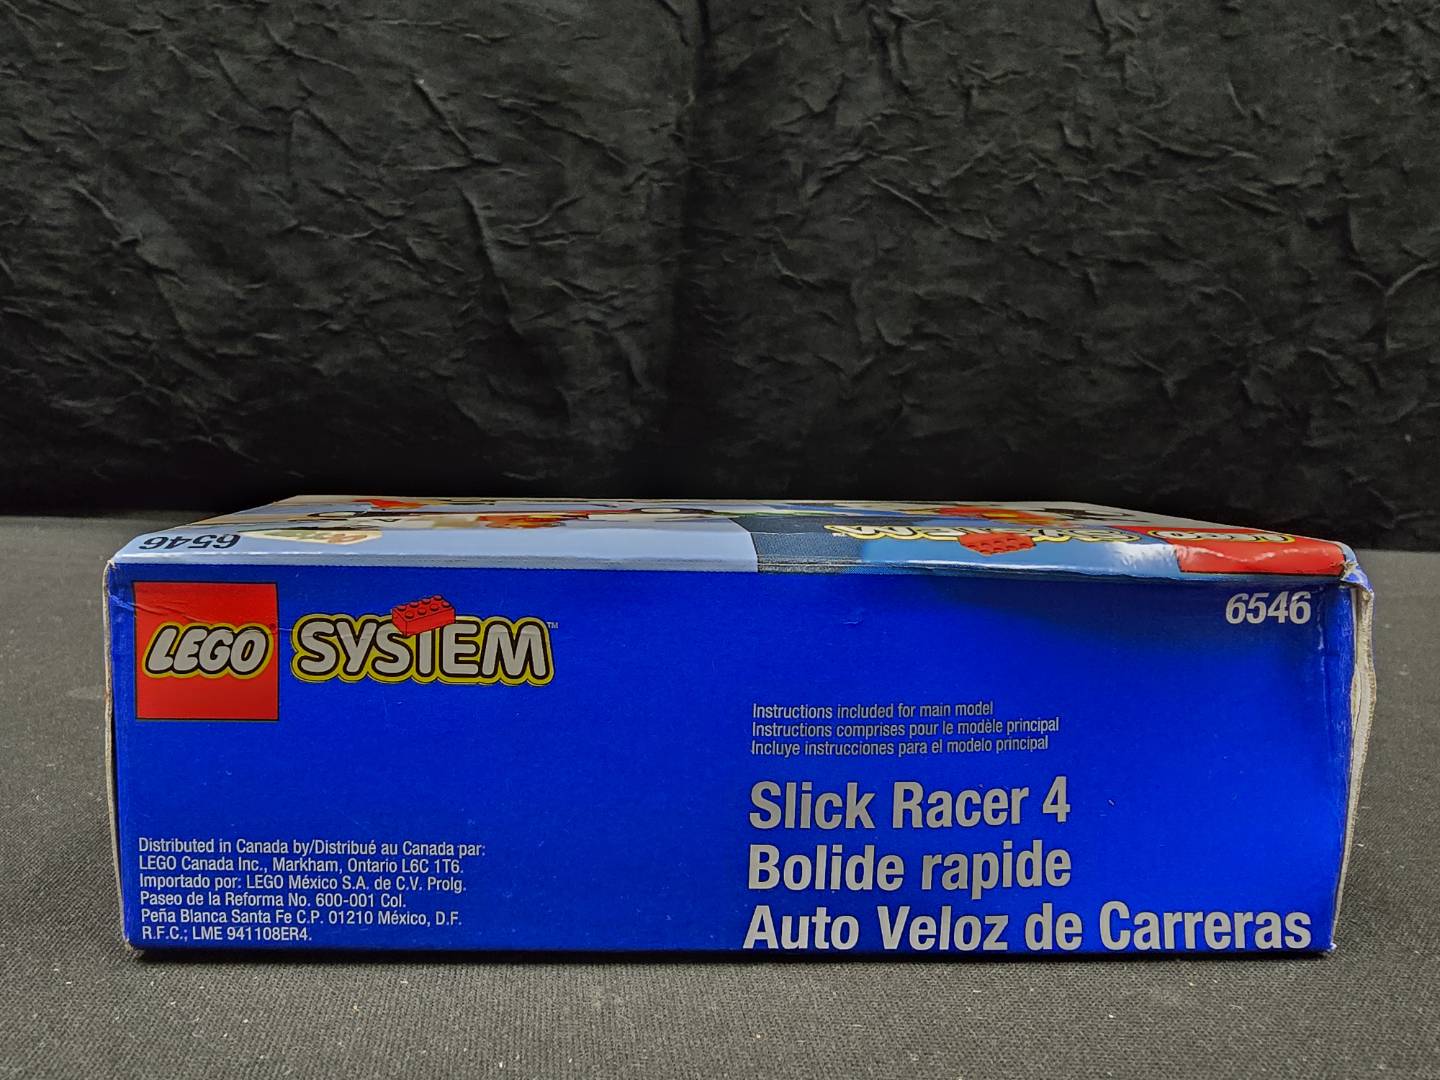 6546
SYSTEM
LEGO
LEGO
SYSTEM™
6546
Instructions included for main model
Instructions comprises pour le modèle principal
Incluye instrucciones para el modelo principal
Slick Racer 4
Bolide rapide
Auto Veloz de Carreras
Distributed in Canada by/Distribué au Canada par:
LEGO Canada Inc., Markham, Ontario L6C 1T6.
Importado por: LEGO México S.A. de C.V. Prolg.
Paseo de la Reforma No. 600-001 Col.
Peña Blanca Santa Fe C.P. 01210 México, D.F.
R.F.C.; LME 941108ER4.